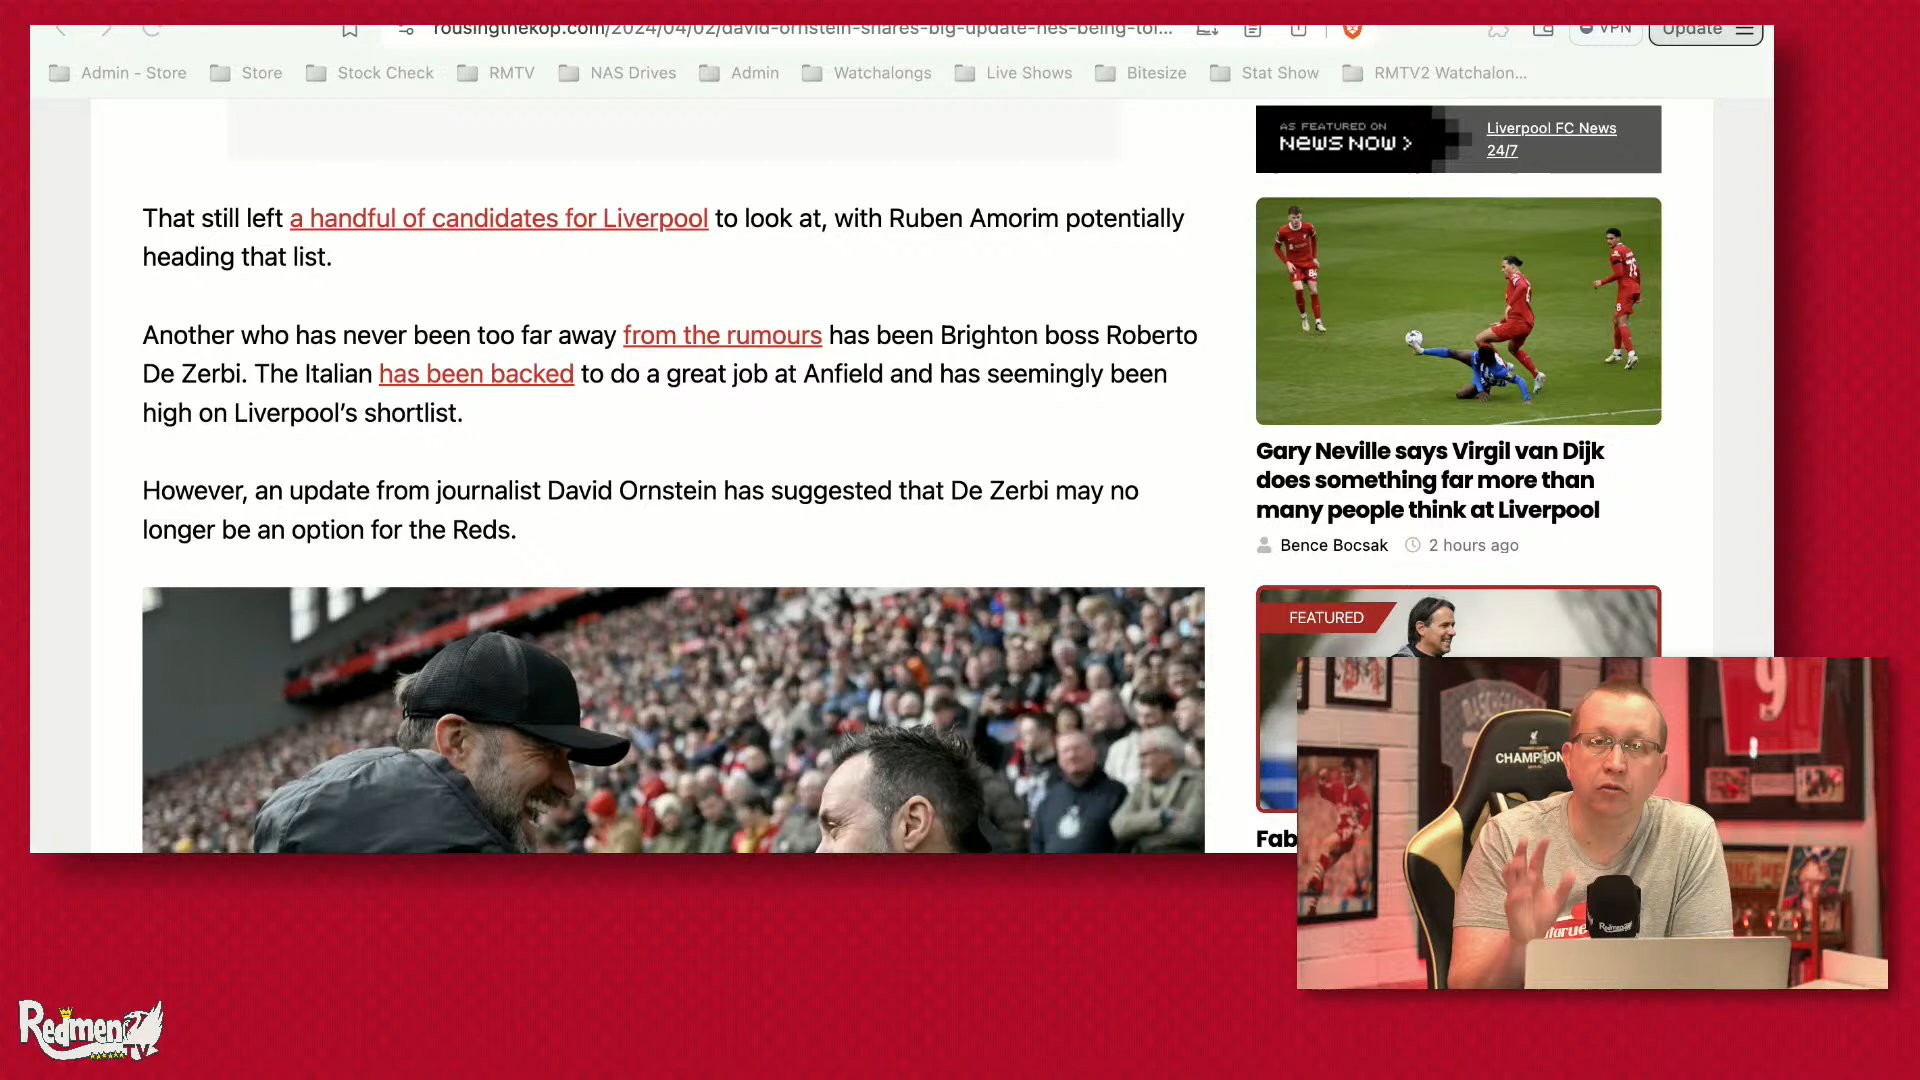 rousingthekop.com/2024/04/02/david-ornstein-shares-big-update-hes-being-tol...
VPN
Update
Admin - Store
Store
Stock Check
RMTV
NAS Drives
Admin
Watchalongs
Live Shows
Bitesize
Stat Show
RMTV2 Watchalon...
AS FEATURED ON
NEWS NOW >
Liverpool FC News
24/7
That still left a handful of candidates for Liverpool to look at, with Ruben Amorim potentially
heading that list.
Another who has never been too far away from the rumours has been Brighton boss Roberto
De Zerbi. The Italian has been backed to do a great job at Anfield and has seemingly been
high on Liverpool’s shortlist.
However, an update from journalist David Ornstein has suggested that De Zerbi may no
longer be an option for the Reds.
Gary Neville says Virgil van Dijk
does something far more than
many people think at Liverpool
Bence Bocsak
2 hours ago
FEATURED
Fab
9
CHAMPION
Redmen
Redmen
TV